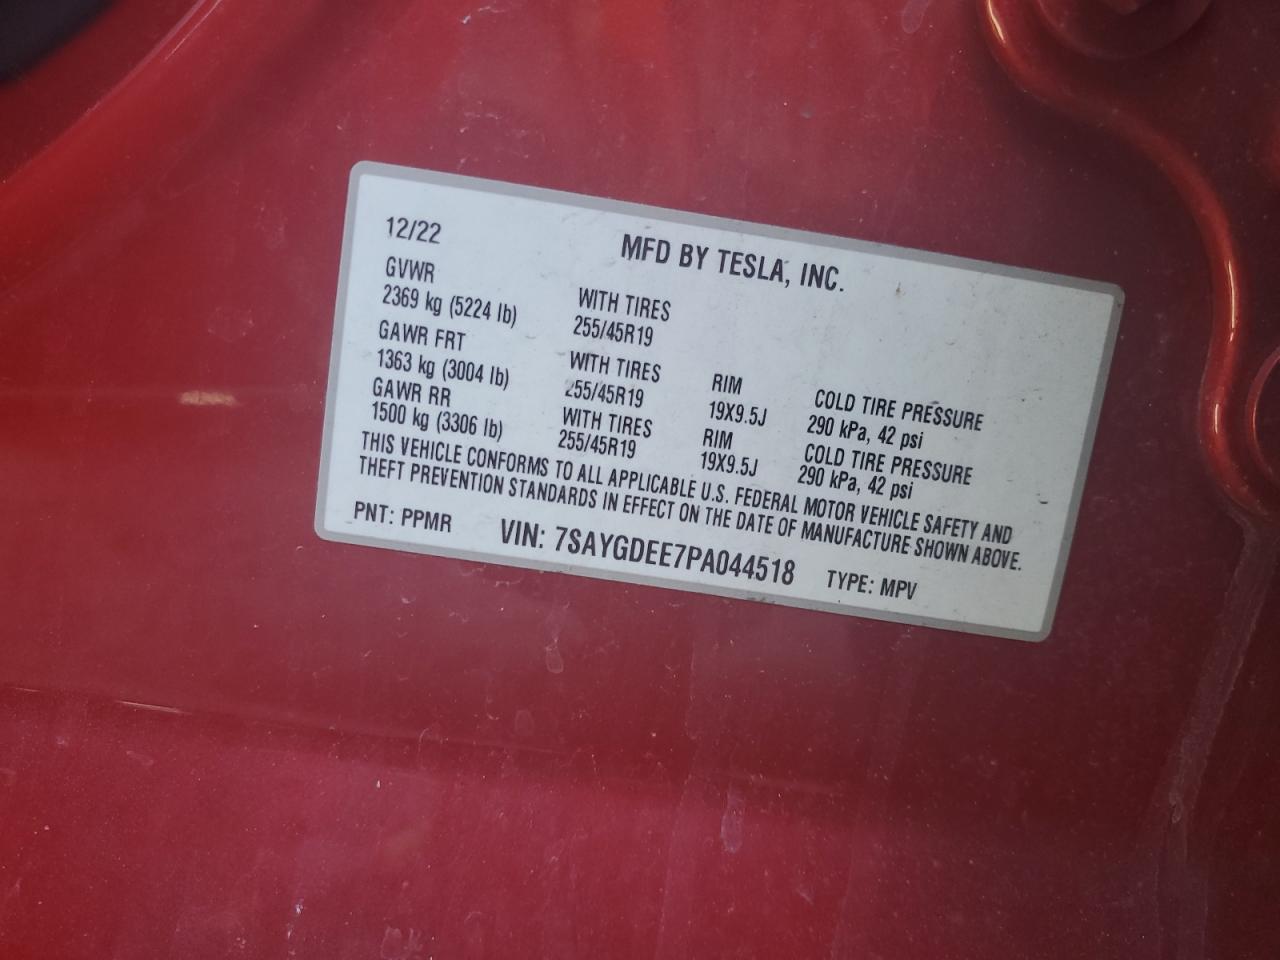 12/22 MFD BY TESLA, INC.
GVWR
2369 kg (5224 lb) WITH TIRES
255/45R19
GAWR FRT
1363 kg (3004 lb) WITH TIRES RIM COLD TIRE PRESSURE
255/45R19 19X9.5J 290 kPa, 42 psi
GAWR RR
1500 kg (3306 lb) WITH TIRES RIM COLD TIRE PRESSURE
255/45R19 19X9.5J 290 kPa, 42 psi
THIS VEHICLE CONFORMS TO ALL APPLICABLE U.S. FEDERAL MOTOR VEHICLE SAFETY AND
THEFT PREVENTION STANDARDS IN EFFECT ON THE DATE OF MANUFACTURE SHOWN ABOVE.
PNT: PPMR VIN: 7SAYGDEE7PA044518 TYPE: MPV